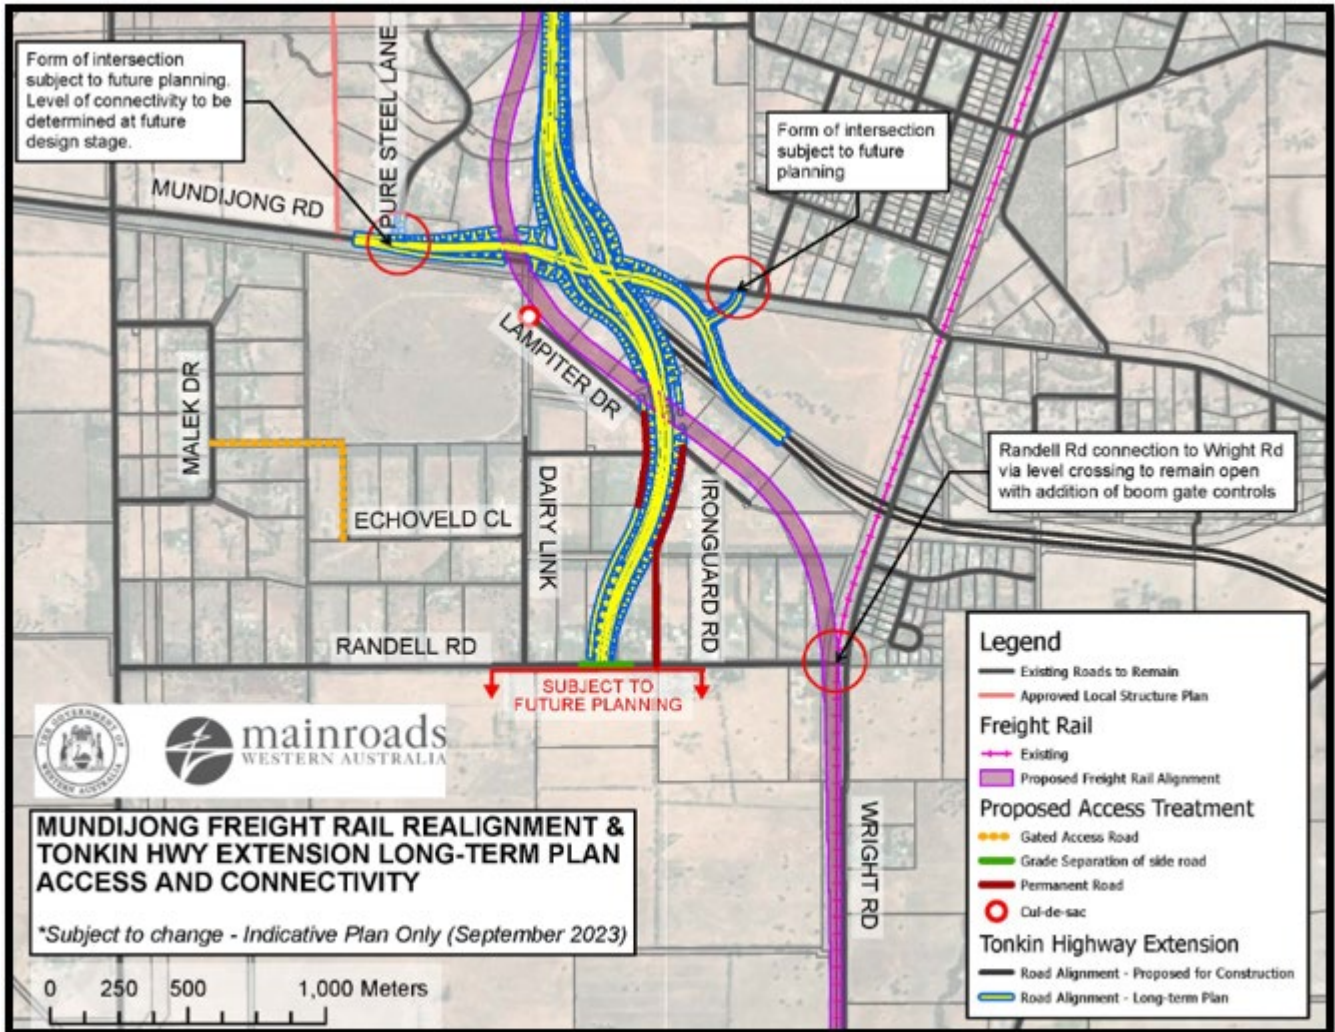 Form of intersection
subject to future planning.
Level of connectivity to be
determined at future
design stage.
PURE STEEL LANE
MUNDIJONG RD
Form of intersection
subject to future
planning
LAMPITER DR
MALEK DR
ECHOVELD CL
DAIRY LINK
IRONGUARD RD
Randell Rd connection to Wright Rd
via level crossing to remain open
with addition of boom gate controls
RANDELL RD
SUBJECT TO
FUTURE PLANNING
WRIGHT RD
THE GOVERNMENT OF
WESTERN AUSTRALIA
mainroads
WESTERN AUSTRALIA
MUNDIJONG FREIGHT RAIL REALIGNMENT &
TONKIN HWY EXTENSION LONG-TERM PLAN
ACCESS AND CONNECTIVITY
*Subject to change - Indicative Plan Only (September 2023)
0 250 500 1,000 Meters
Legend
Existing Roads to Remain
Approved Local Structure Plan
Freight Rail
Existing
Proposed Freight Rail Alignment
Proposed Access Treatment
Gated Access Road
Grade Separation of side road
Permanent Road
Cul-de-sac
Tonkin Highway Extension
Road Alignment - Proposed for Construction
Road Alignment - Long-term Plan